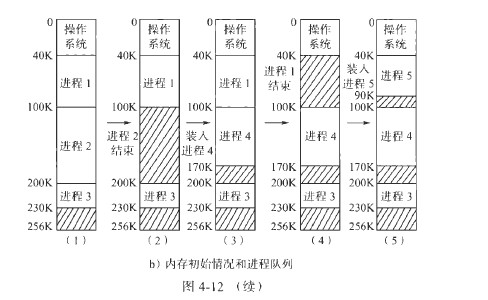 0 操作系统 40K 进程 1 100K 进程 2 200K 进程 3 230K 256K (1)
进程 2 结束
0 操作系统 40K 进程 1 100K 200K 进程 3 230K 256K (2)
装入进程 4
0 操作系统 40K 进程 1 100K 进程 4 170K 200K 进程 3 230K 256K (3)
进程 1 结束
0 操作系统 40K 100K 进程 4 170K 200K 进程 3 230K 256K (4)
装入进程 5
0 操作系统 40K 进程 5 90K 100K 进程 4 170K 200K 进程 3 230K 256K (5)
b) 内存初始情况和进程队列
图 4-12 (续)